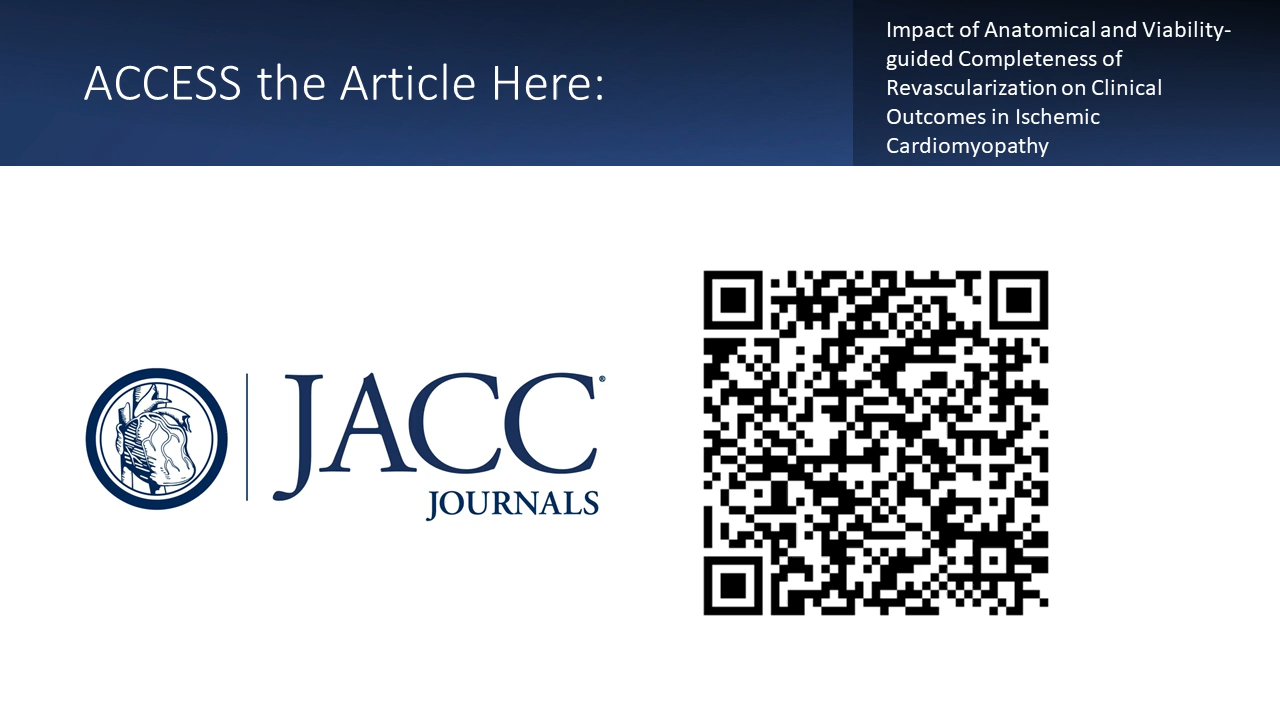 ACCESS the Article Here:
Impact of Anatomical and Viability-
guided Completeness of
Revascularization on Clinical
Outcomes in Ischemic
Cardiomyopathy
JACC®
JOURNALS